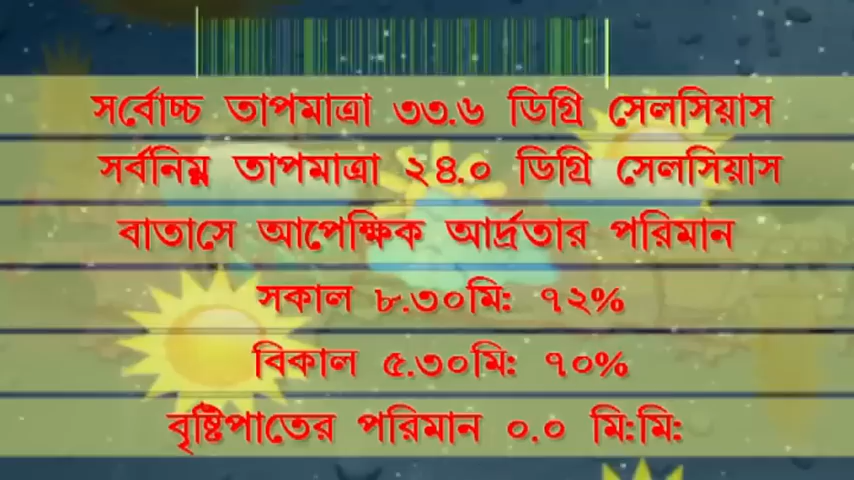 সর্বোচ্চ তাপমাত্রা ৩৩.৬ ডিগ্রি সেলসিয়াস
সর্বনিম্ন তাপমাত্রা ২৪.০ ডিগ্রি সেলসিয়াস
বাতাসে আপেক্ষিক আর্দ্রতার পরিমান
সকাল ৮.৩০মি: ৭২%
বিকাল ৫.৩০মি: ৭০%
বৃষ্টিপাতের পরিমান ০.০ মি:মি: